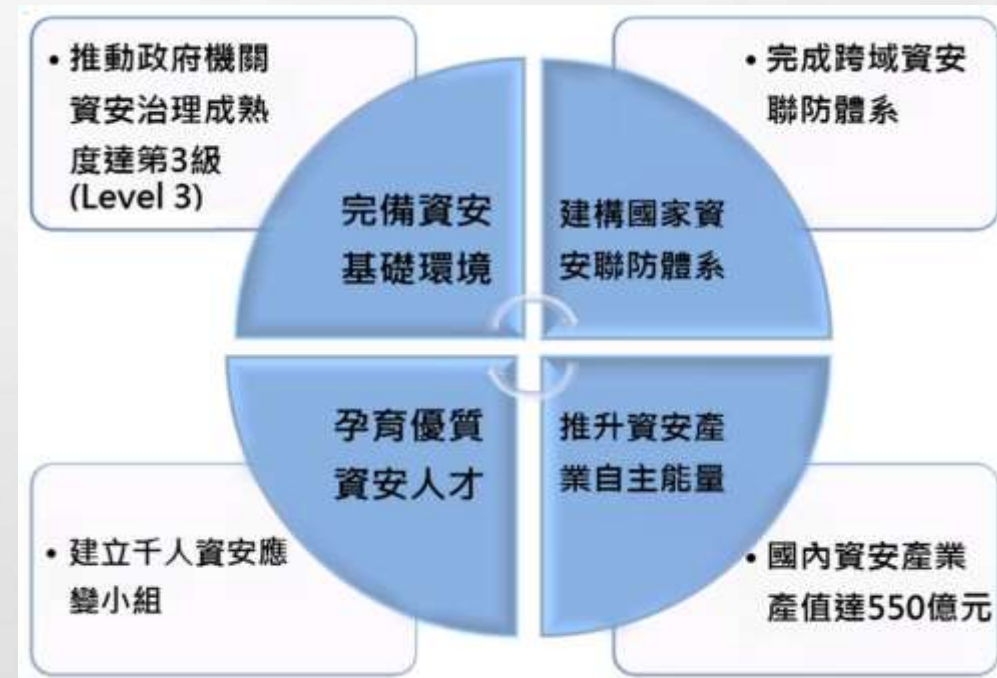 • 推動政府機關
資安治理成熟
度達第3級
(Level 3)
• 完成跨域資安
聯防體系
完備資安
基礎環境
建構國家資
安聯防體系
孕育優質
資安人才
推升資安產
業自主能量
• 建立千人資安應
變小組
• 國內資安產業
產值達550億元